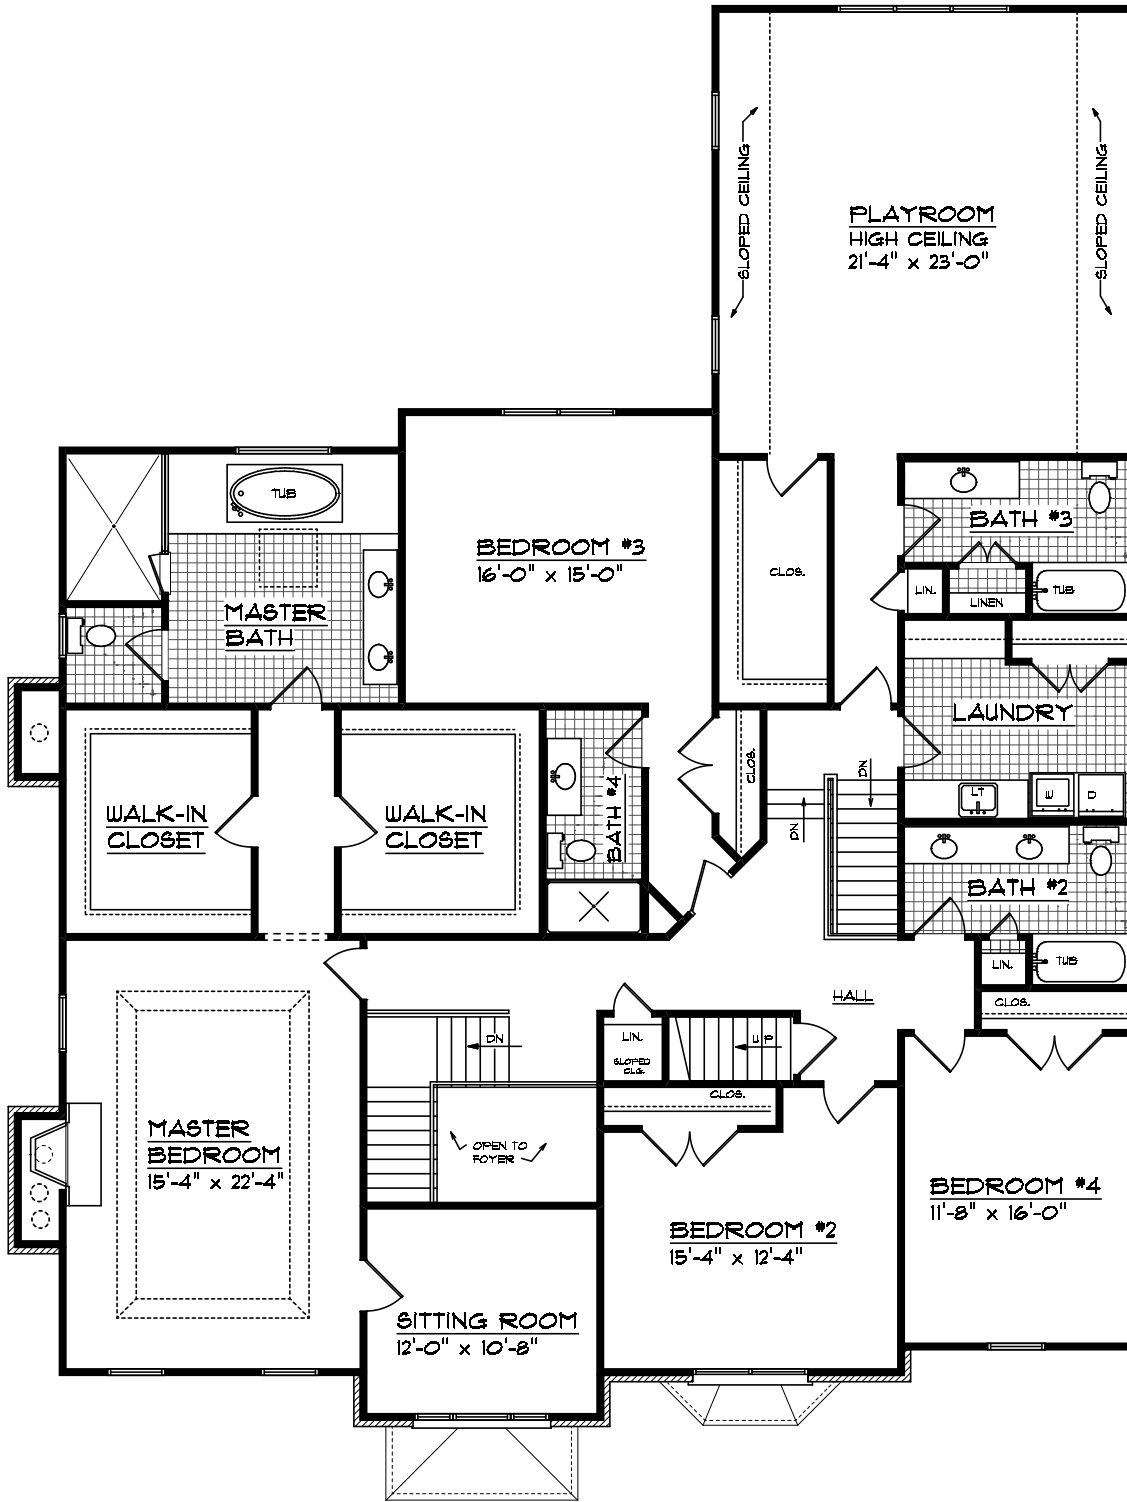 SLOPED CEILING
SLOPED CEILING
PLAYROOM
HIGH CEILING
21'-4" x 23'-0"
TUB
BEDROOM #3
16'-0" x 15'-0"
CLOS.
BATH #3
LIN.
LINEN
TUB
MASTER
BATH
LAUNDRY
CLOS.
DN
DN
LT
W
D
WALK-IN
CLOSET
WALK-IN
CLOSET
BATH #4
BATH #2
LIN.
TUB
CLOS.
HALL
DN
LIN.
SLOPED
CLG.
UP
CLOS.
OPEN TO
FOYER
MASTER
BEDROOM
15'-4" x 22'-4"
BEDROOM #4
11'-8" x 16'-0"
BEDROOM #2
15'-4" x 12'-4"
SITTING ROOM
12'-0" x 10'-8"